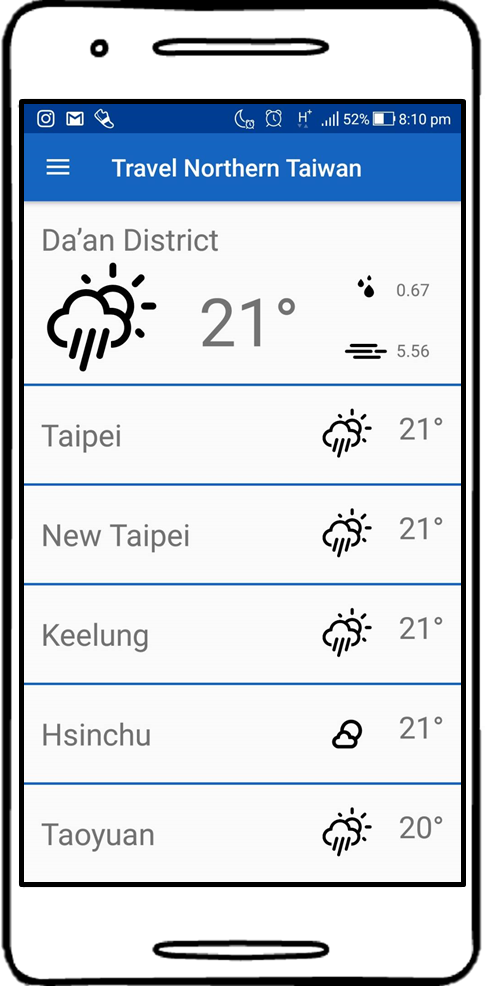 H+ 52% 8:10 pm
Travel Northern Taiwan
Da’an District
21°
0.67
5.56
Taipei 21°
New Taipei 21°
Keelung 21°
Hsinchu 21°
Taoyuan 20°